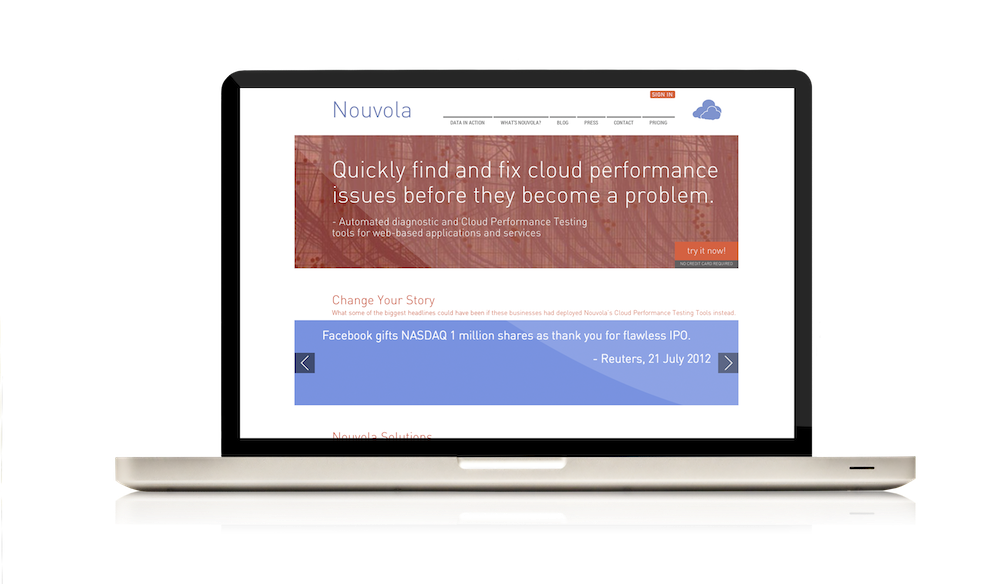 SIGN IN
Nouvola
DATA IN ACTION WHAT'S NOUVOLA? BLOG PRESS CONTACT PRICING
Quickly find and fix cloud performance
issues before they become a problem.
- Automated diagnostic and Cloud Performance Testing
tools for web-based applications and services
try it now!
NO CREDIT CARD REQUIRED
Change Your Story
What some of the biggest headlines could have been if these businesses had deployed Nouvola's Cloud Performance Testing Tools instead.
Facebook gifts NASDAQ 1 million shares as thank you for flawless IPO.
- Reuters, 21 July 2012
Nouvola Solutions